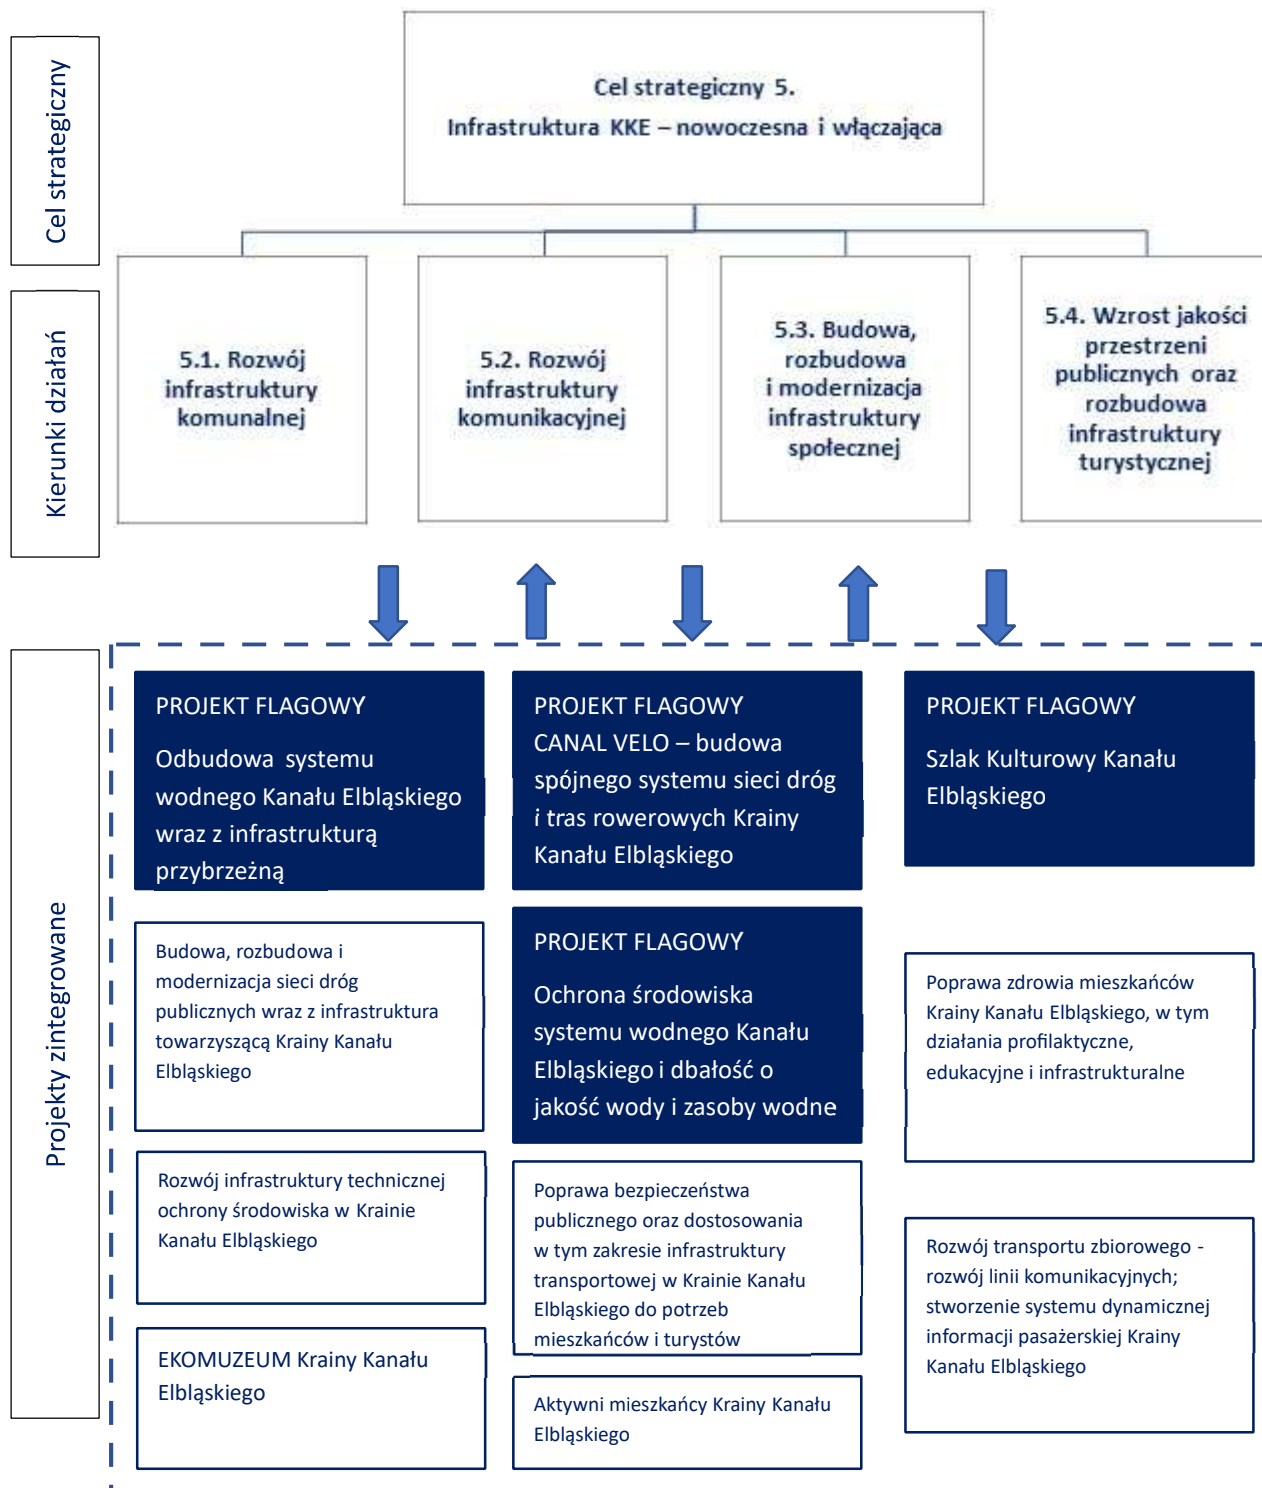 Cel strategiczny
Cel strategiczny 5.
Infrastruktura KKE – nowoczesna i włączająca
Kierunki działań
5.1. Rozwój
infrastruktury
komunalnej
5.2. Rozwój
infrastruktury
komunikacyjnej
5.3. Budowa,
rozbudowa
i modernizacja
infrastruktury
społecznej
5.4. Wzrost jakości
przestrzeni
publicznych oraz
rozbudowa
infrastruktury
turystycznej
Projekty zintegrowane
PROJEKT FLAGOWY
Odbudowa systemu
wodnego Kanału Elbląskiego
wraz z infrastrukturą
przybrzeżną
PROJEKT FLAGOWY
CANAL VELO – budowa
spójnego systemu sieci dróg
i tras rowerowych Krainy
Kanału Elbląskiego
PROJEKT FLAGOWY
Szlak Kulturowy Kanału
Elbląskiego
Budowa, rozbudowa i
modernizacja sieci dróg
publicznych wraz z infrastruktura
towarzyszącą Krainy Kanału
Elbląskiego
PROJEKT FLAGOWY
Ochrona środowiska
systemu wodnego Kanału
Elbląskiego i dbałość o
jakość wody i zasoby wodne
Poprawa zdrowia mieszkańców
Krainy Kanału Elbląskiego, w tym
działania profilaktyczne,
edukacyjne i infrastrukturalne
Rozwój infrastruktury technicznej
ochrony środowiska w Krainie
Kanału Elbląskiego
Poprawa bezpieczeństwa
publicznego oraz dostosowania
w tym zakresie infrastruktury
transportowej w Krainie Kanału
Elbląskiego do potrzeb
mieszkańców i turystów
Rozwój transportu zbiorowego -
rozwój linii komunikacyjnych;
stworzenie systemu dynamicznej
informacji pasażerskiej Krainy
Kanału Elbląskiego
EKOMUZEUM Krainy Kanału
Elbląskiego
Aktywni mieszkańcy Krainy Kanału
Elbląskiego